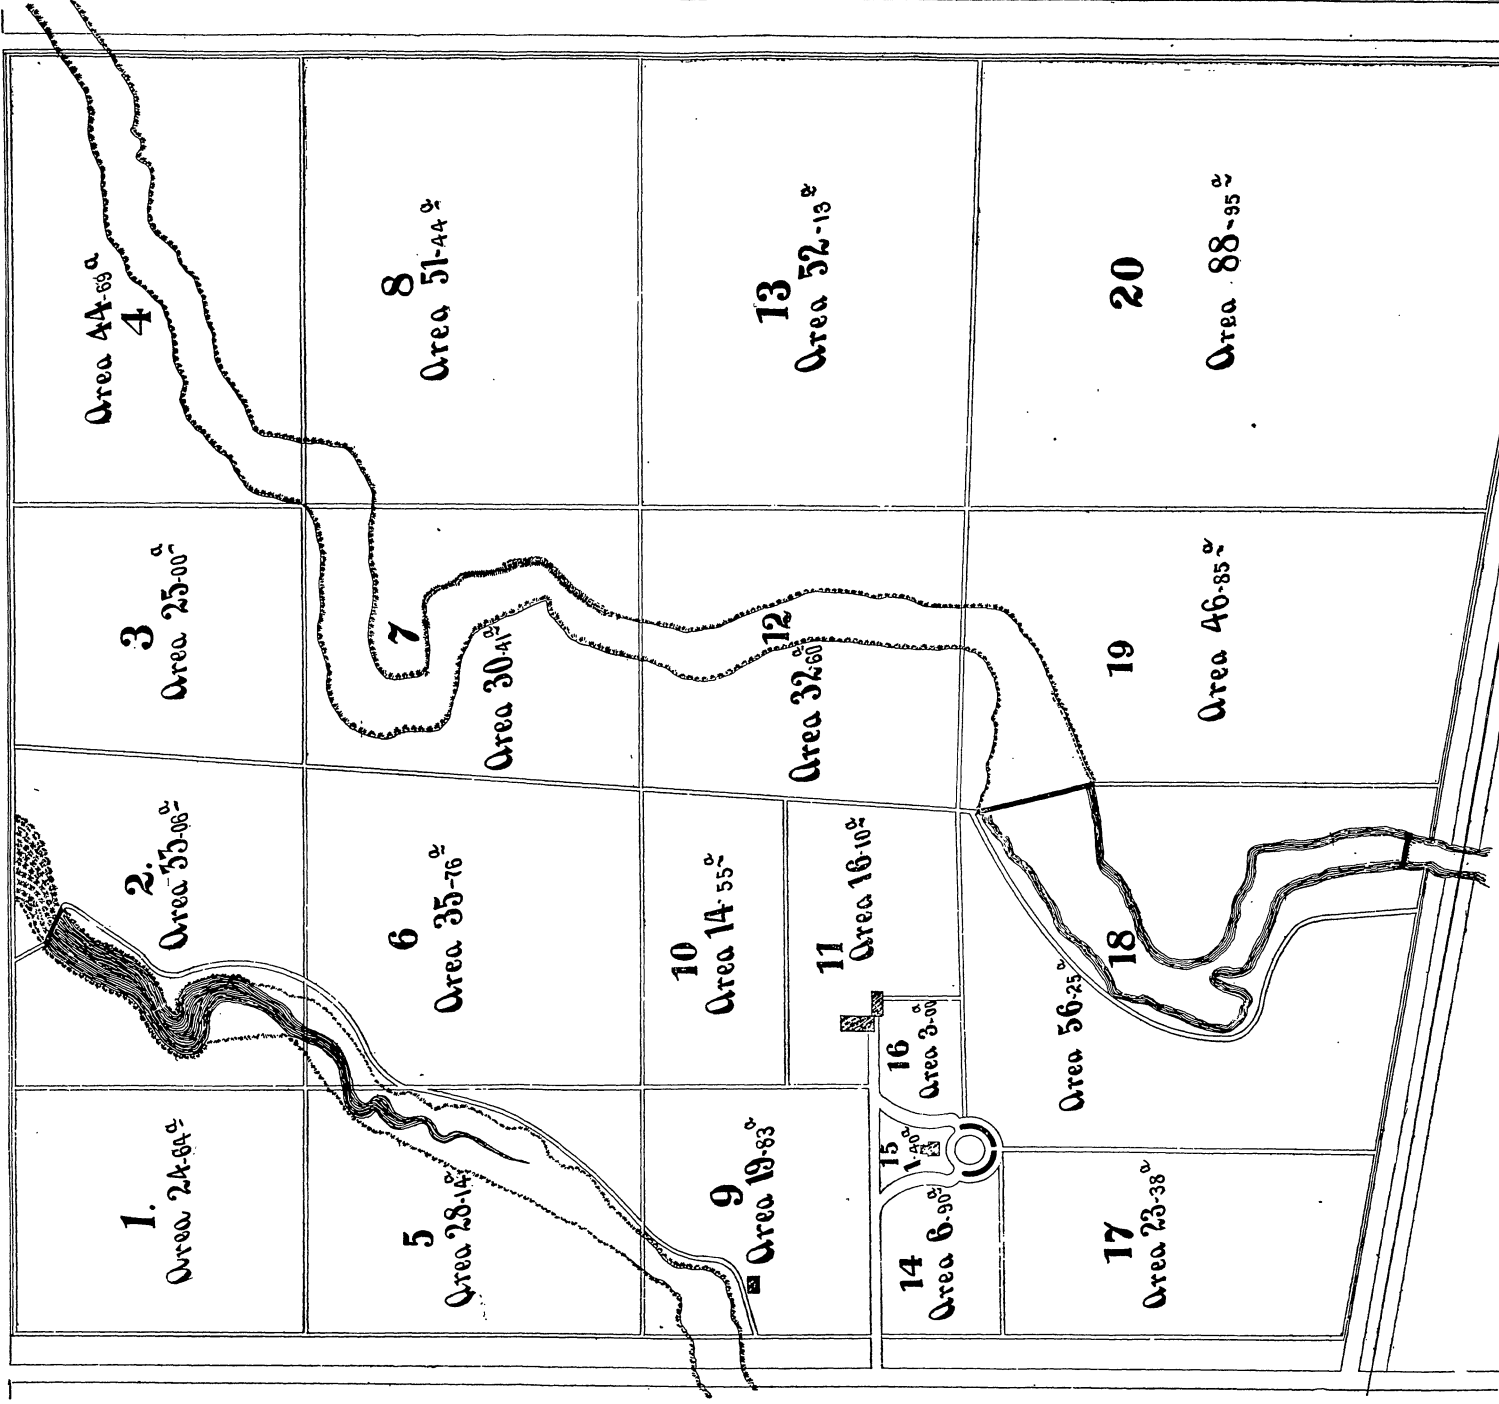 1.
Area 24-64 a
2.
Area 33-06 a
3
Area 25-00 a
Area 44-69 a
4
5
Area 28-14 a
6
Area 35-76 a
7
Area 30-41 a
8
Area 51-44 a
9
Area 19-83 a
10
Area 14-55 a
11
Area 16-10 a
12
Area 32-60 a
13
Area 52-13 a
14
Area 6-90 a
15
1-40 a
16
Area 3-00 a
17
Area 23-38 a
18
Area 56-25 a
19
Area 46-85 a
20
Area 88-95 a